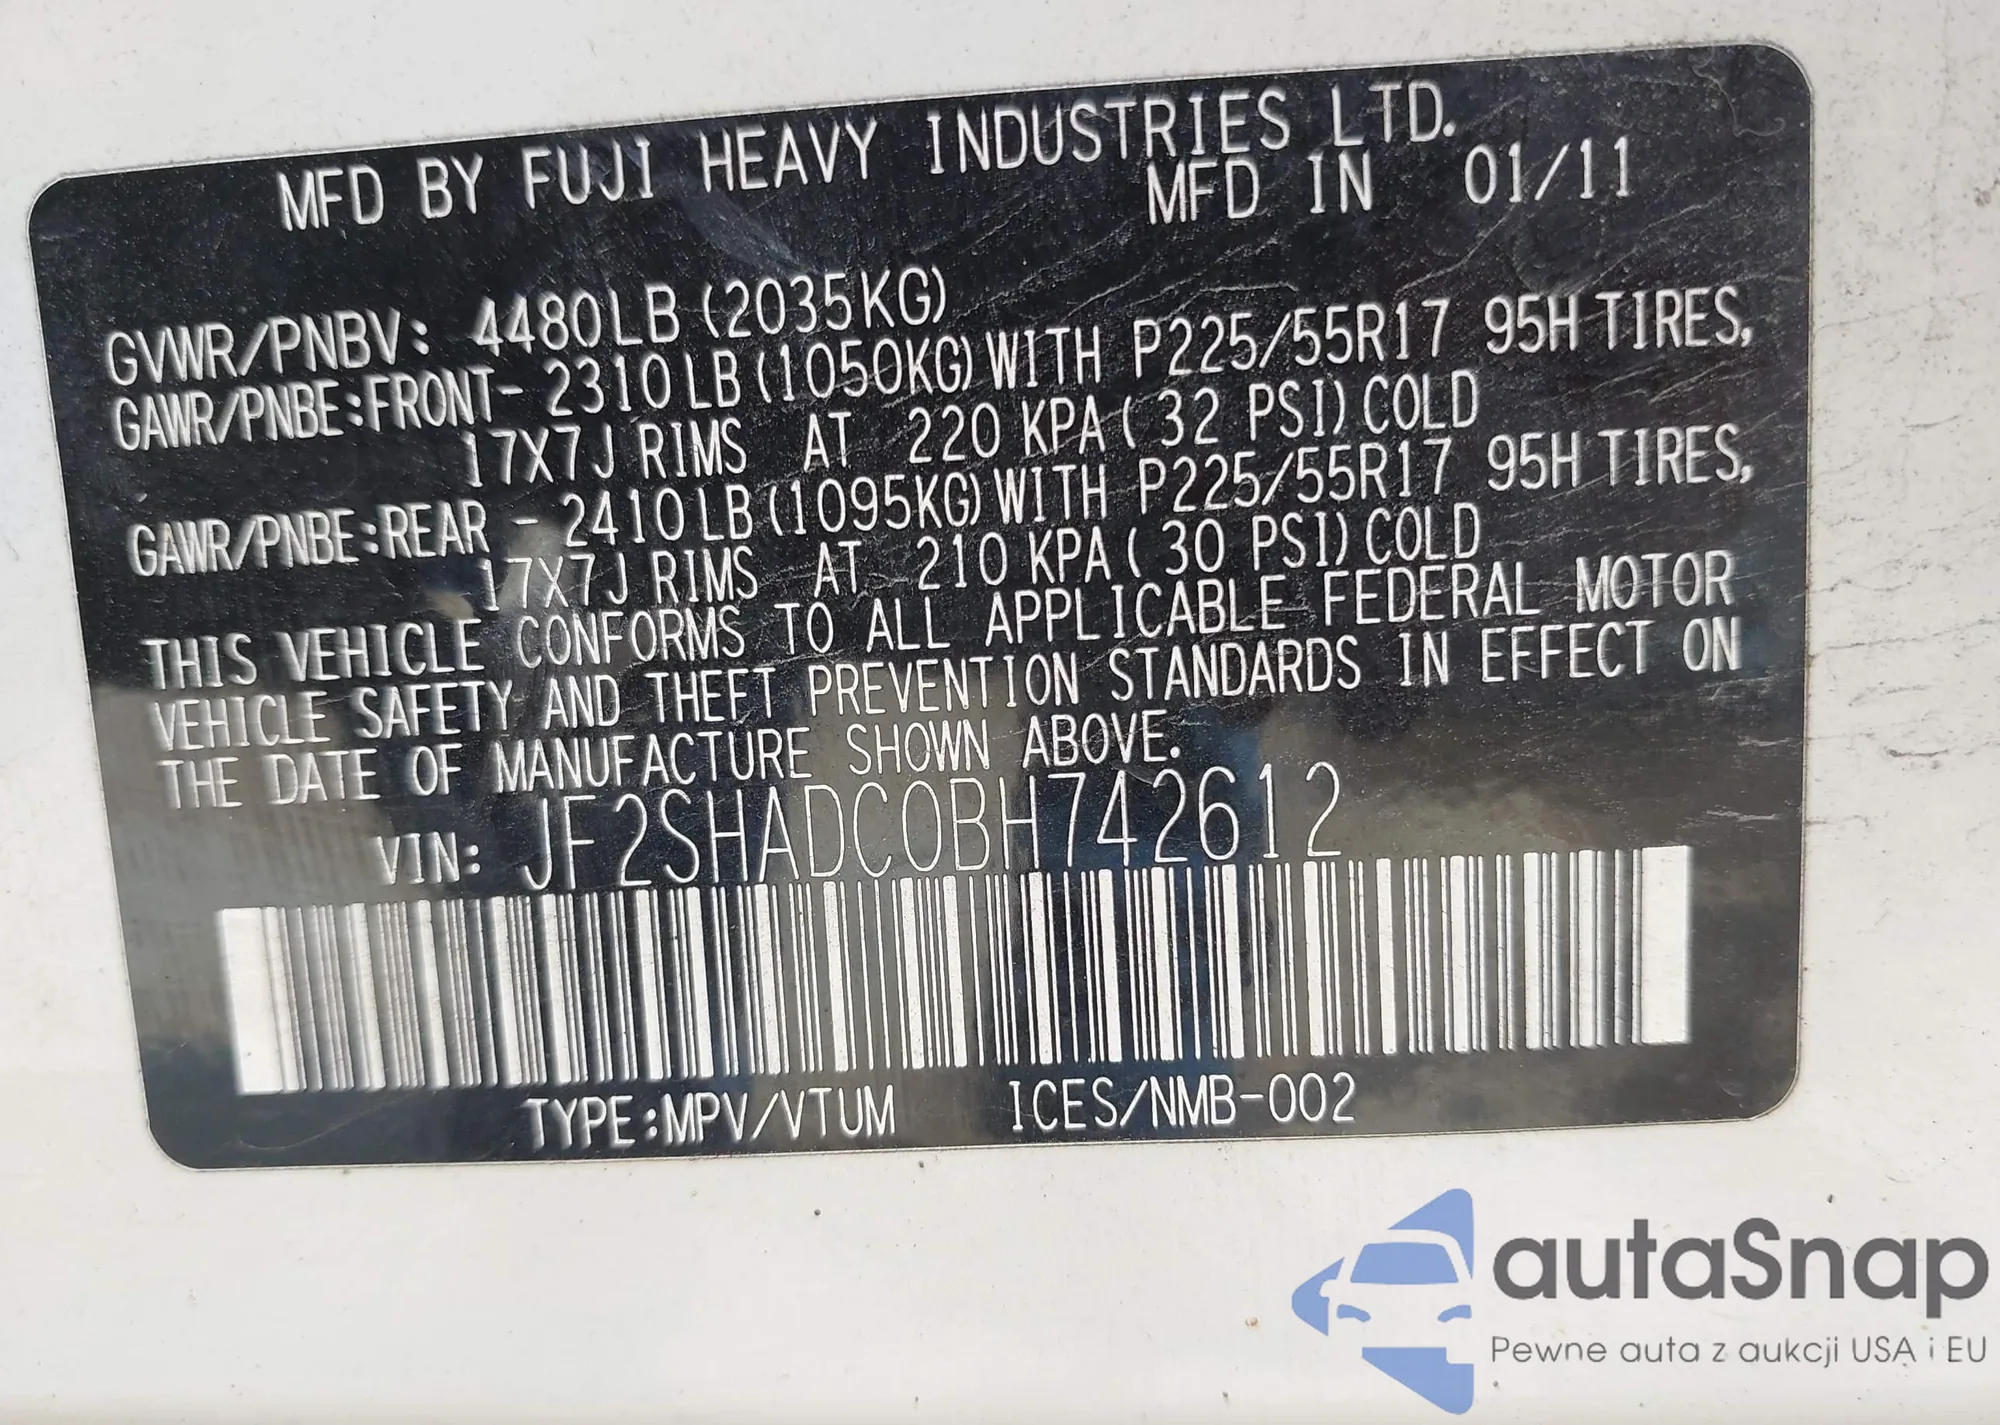 MFD BY FUJI HEAVY INDUSTRIES LTD.
MFD IN 01/11
GVWR/PNBV: 4480LB (2035KG)
GAWR/PNBE:FRONT- 2310LB (1050KG) WITH P225/55R17 95H TIRES,
17X7J RIMS AT 220 KPA ( 32 PSI) COLD
GAWR/PNBE:REAR - 2410LB (1095KG) WITH P225/55R17 95H TIRES,
17X7J RIMS AT 210 KPA ( 30 PSI) COLD
THIS VEHICLE CONFORMS TO ALL APPLICABLE FEDERAL MOTOR
VEHICLE SAFETY AND THEFT PREVENTION STANDARDS IN EFFECT ON
THE DATE OF MANUFACTURE SHOWN ABOVE.
VIN: JF2SHADC0BH742612
TYPE:MPV/VTUM ICES/NMB-002
autoSnap
Pewne auta z aukcji USA i EU